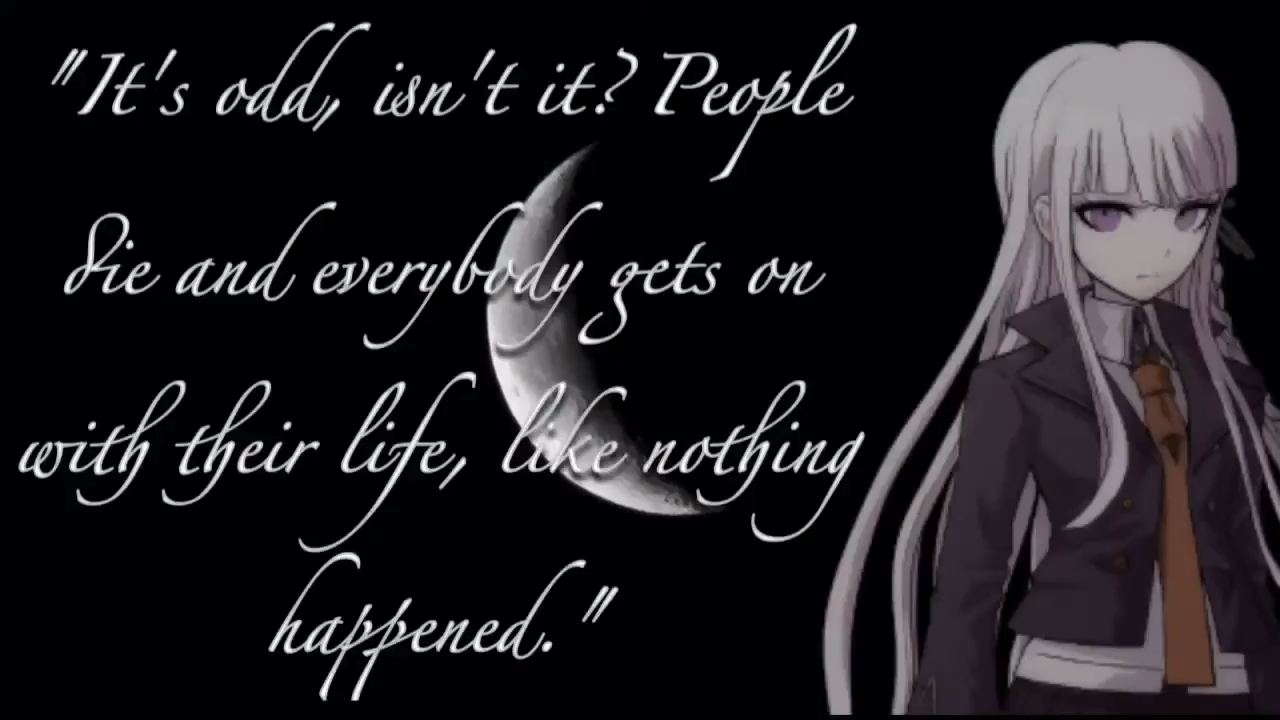 "It's odd, isn't it? People
die and everybody gets on
with their life, like nothing
happened."